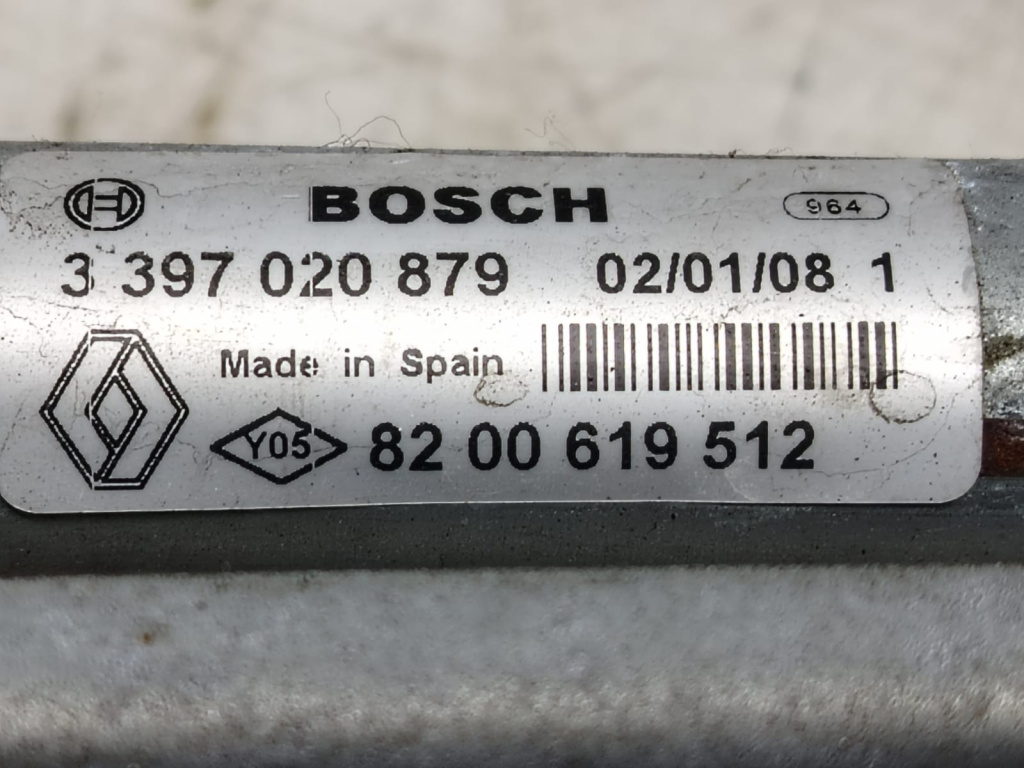 BOSCH 964
3 397 020 879 02/01/08 1
Made in Spain
Y05 82 00 619 512